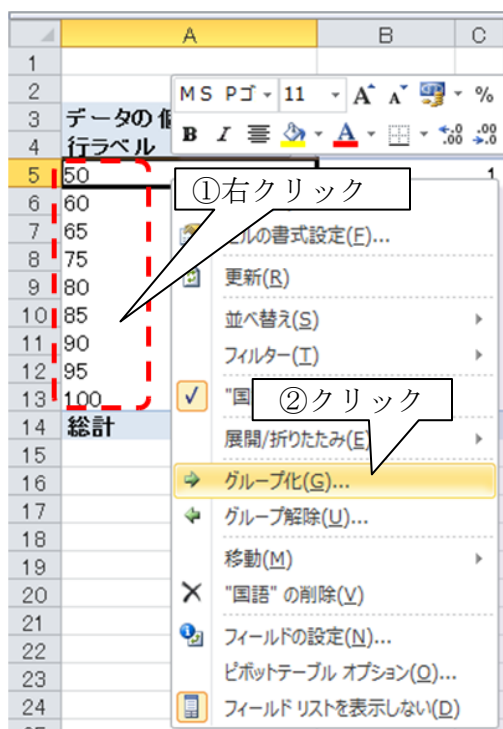 A B C
1
2
MS Pゴ 11 A A %
3 データの個
B I A .0 .00 .00 .0
4 行ラベル
5 50 1
①右クリック
6 60
7 65
セルの書式設定(F)...
8 75
9 80
更新(R)
10 85
並べ替え(S)
11 90
フィルター(T)
12 95
13 100
"国
②クリック
14 総計
展開/折りたたみ(E)
15
16
グループ化(G)...
17
グループ解除(U)...
18
19
移動(M)
20
"国語" の削除(V)
21
22
フィールドの設定(N)...
23
ピボットテーブル オプション(O)...
24
フィールド リストを表示しない(D)